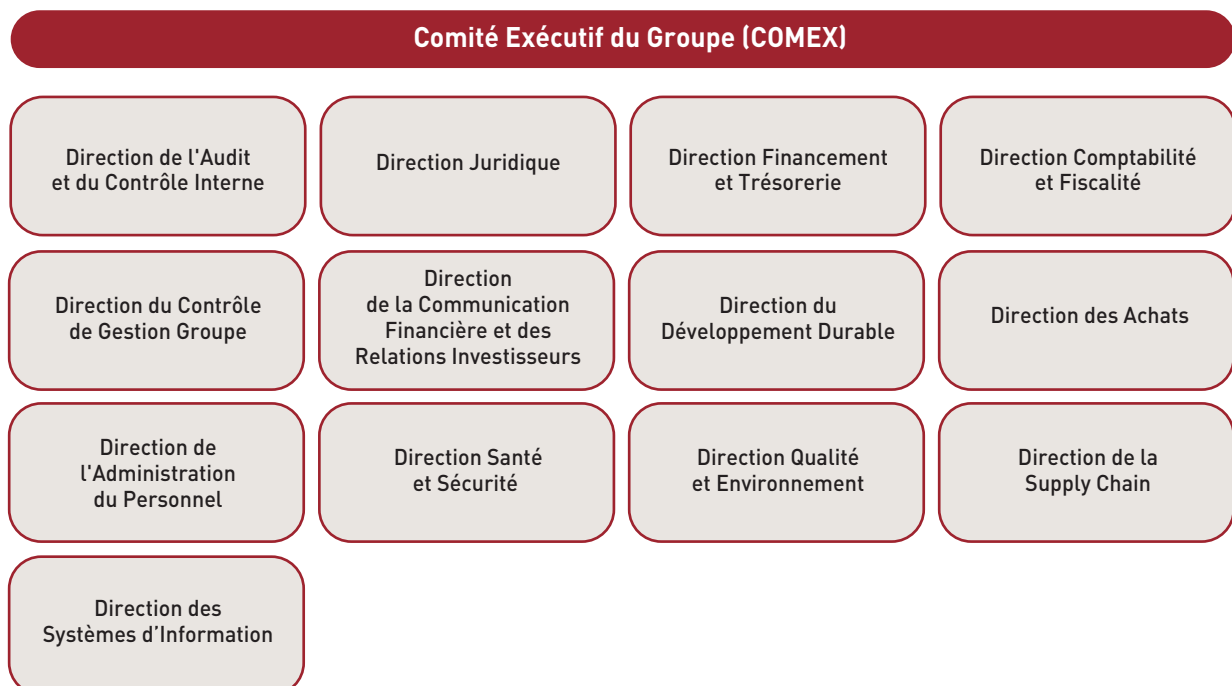 Comité Exécutif du Groupe (COMEX)
Direction de l'Audit
et du Contrôle Interne
Direction Juridique
Direction Financement
et Trésorerie
Direction Comptabilité
et Fiscalité
Direction du Contrôle
de Gestion Groupe
Direction
de la Communication
Financière et des
Relations Investisseurs
Direction du
Développement Durable
Direction des Achats
Direction de
l'Administration
du Personnel
Direction Santé
et Sécurité
Direction Qualité
et Environnement
Direction de la
Supply Chain
Direction des
Systèmes d’Information